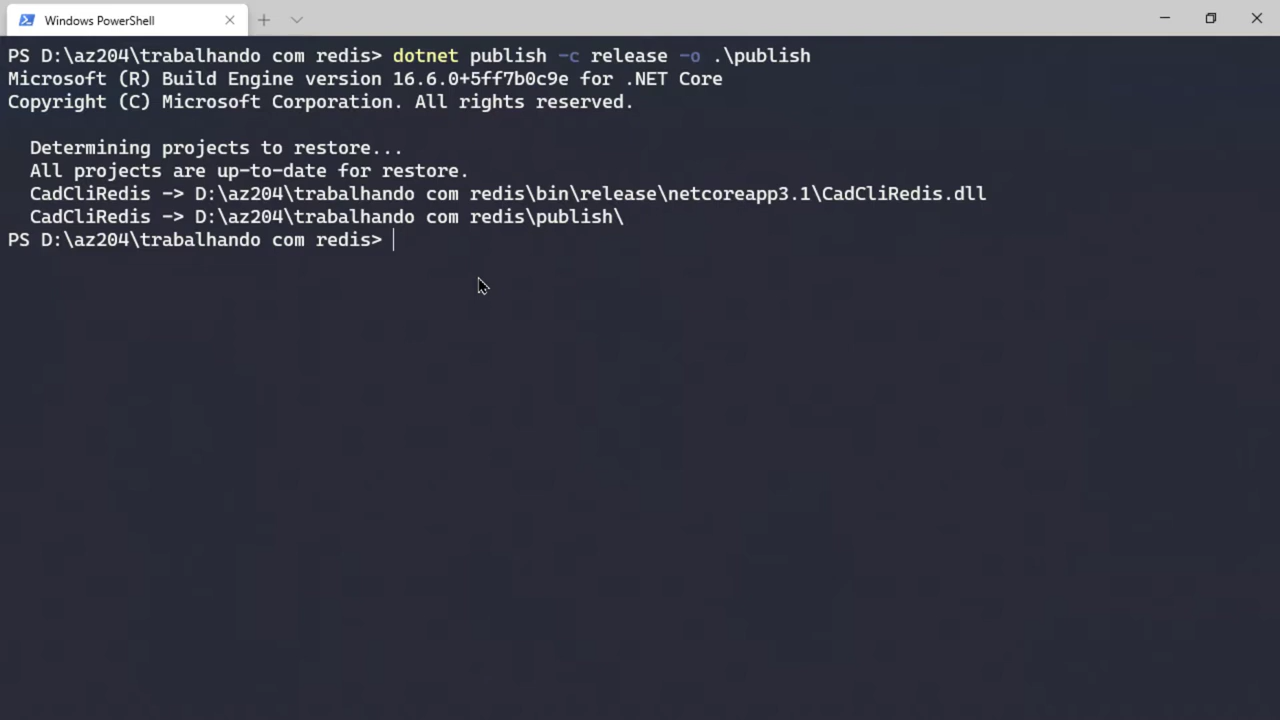 Windows PowerShell
PS D:\az204\trabalhando com redis> dotnet publish -c release -o .\publish
Microsoft (R) Build Engine version 16.6.0+5ff7b0c9e for .NET Core
Copyright (C) Microsoft Corporation. All rights reserved.
Determining projects to restore...
All projects are up-to-date for restore.
CadCliRedis -> D:\az204\trabalhando com redis\bin\release\netcoreapp3.1\CadCliRedis.dll
CadCliRedis -> D:\az204\trabalhando com redis\publish\
PS D:\az204\trabalhando com redis>